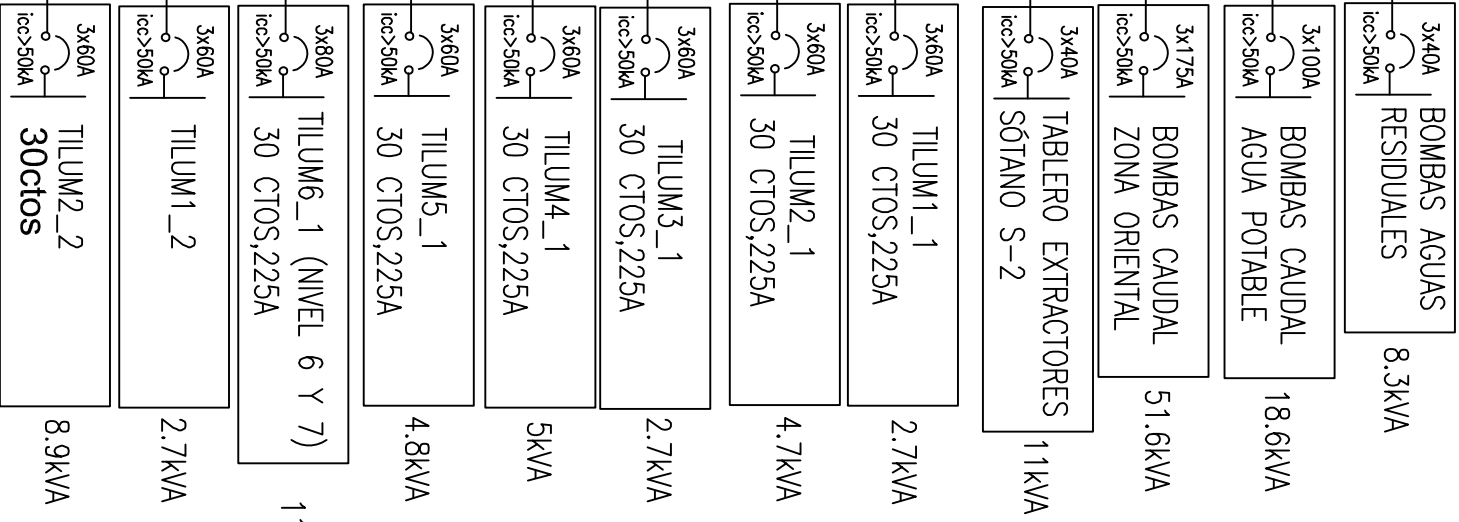 3x40A
icc>50kA
BOMBAS AGUAS
RESIDUALES
8.3kVA
3x100A
icc>50kA
BOMBAS CAUDAL
AGUA POTABLE
18.6kVA
3x175A
icc>50kA
BOMBAS CAUDAL
ZONA ORIENTAL
51.6kVA
3x40A
icc>50kA
TABLERO EXTRACTORES
SÓTANO S-2
11kVA
3x60A
icc>50kA
TILUM1_1
30 CTOS,225A
2.7kVA
3x60A
icc>50kA
TILUM2_1
30 CTOS,225A
4.7kVA
3x60A
icc>50kA
TILUM3_1
30 CTOS,225A
2.7kVA
3x60A
icc>50kA
TILUM4_1
30 CTOS,225A
5kVA
3x60A
icc>50kA
TILUM5_1
30 CTOS,225A
4.8kVA
3x80A
icc>50kA
TILUM6_1 (NIVEL 6 Y 7)
30 CTOS,225A
3x60A
icc>50kA
TILUM1_2
2.7kVA
3x60A
icc>50kA
TILUM2_2
30ctos
8.9kVA